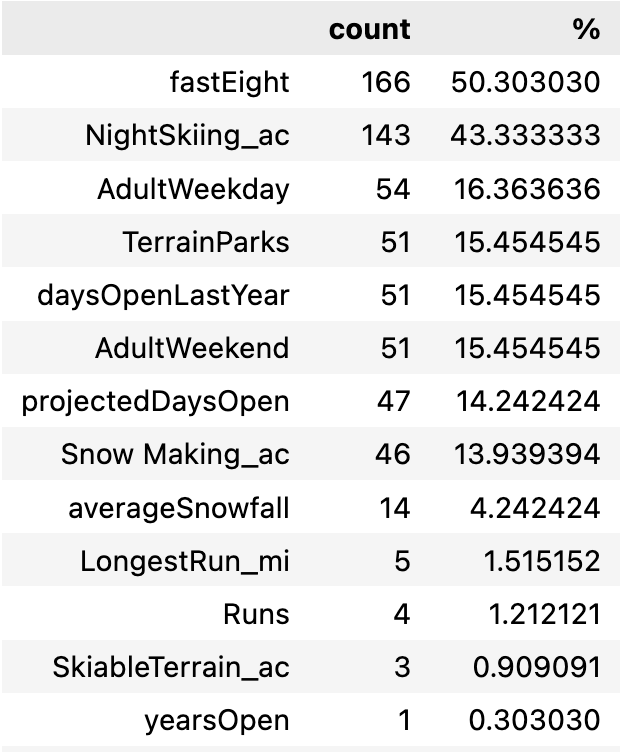 count %
fastEight 166 50.303030
NightSkiing_ac 143 43.333333
AdultWeekday 54 16.363636
TerrainParks 51 15.454545
daysOpenLastYear 51 15.454545
AdultWeekend 51 15.454545
projectedDaysOpen 47 14.242424
Snow Making_ac 46 13.939394
averageSnowfall 14 4.242424
LongestRun_mi 5 1.515152
Runs 4 1.212121
SkiableTerrain_ac 3 0.909091
yearsOpen 1 0.303030